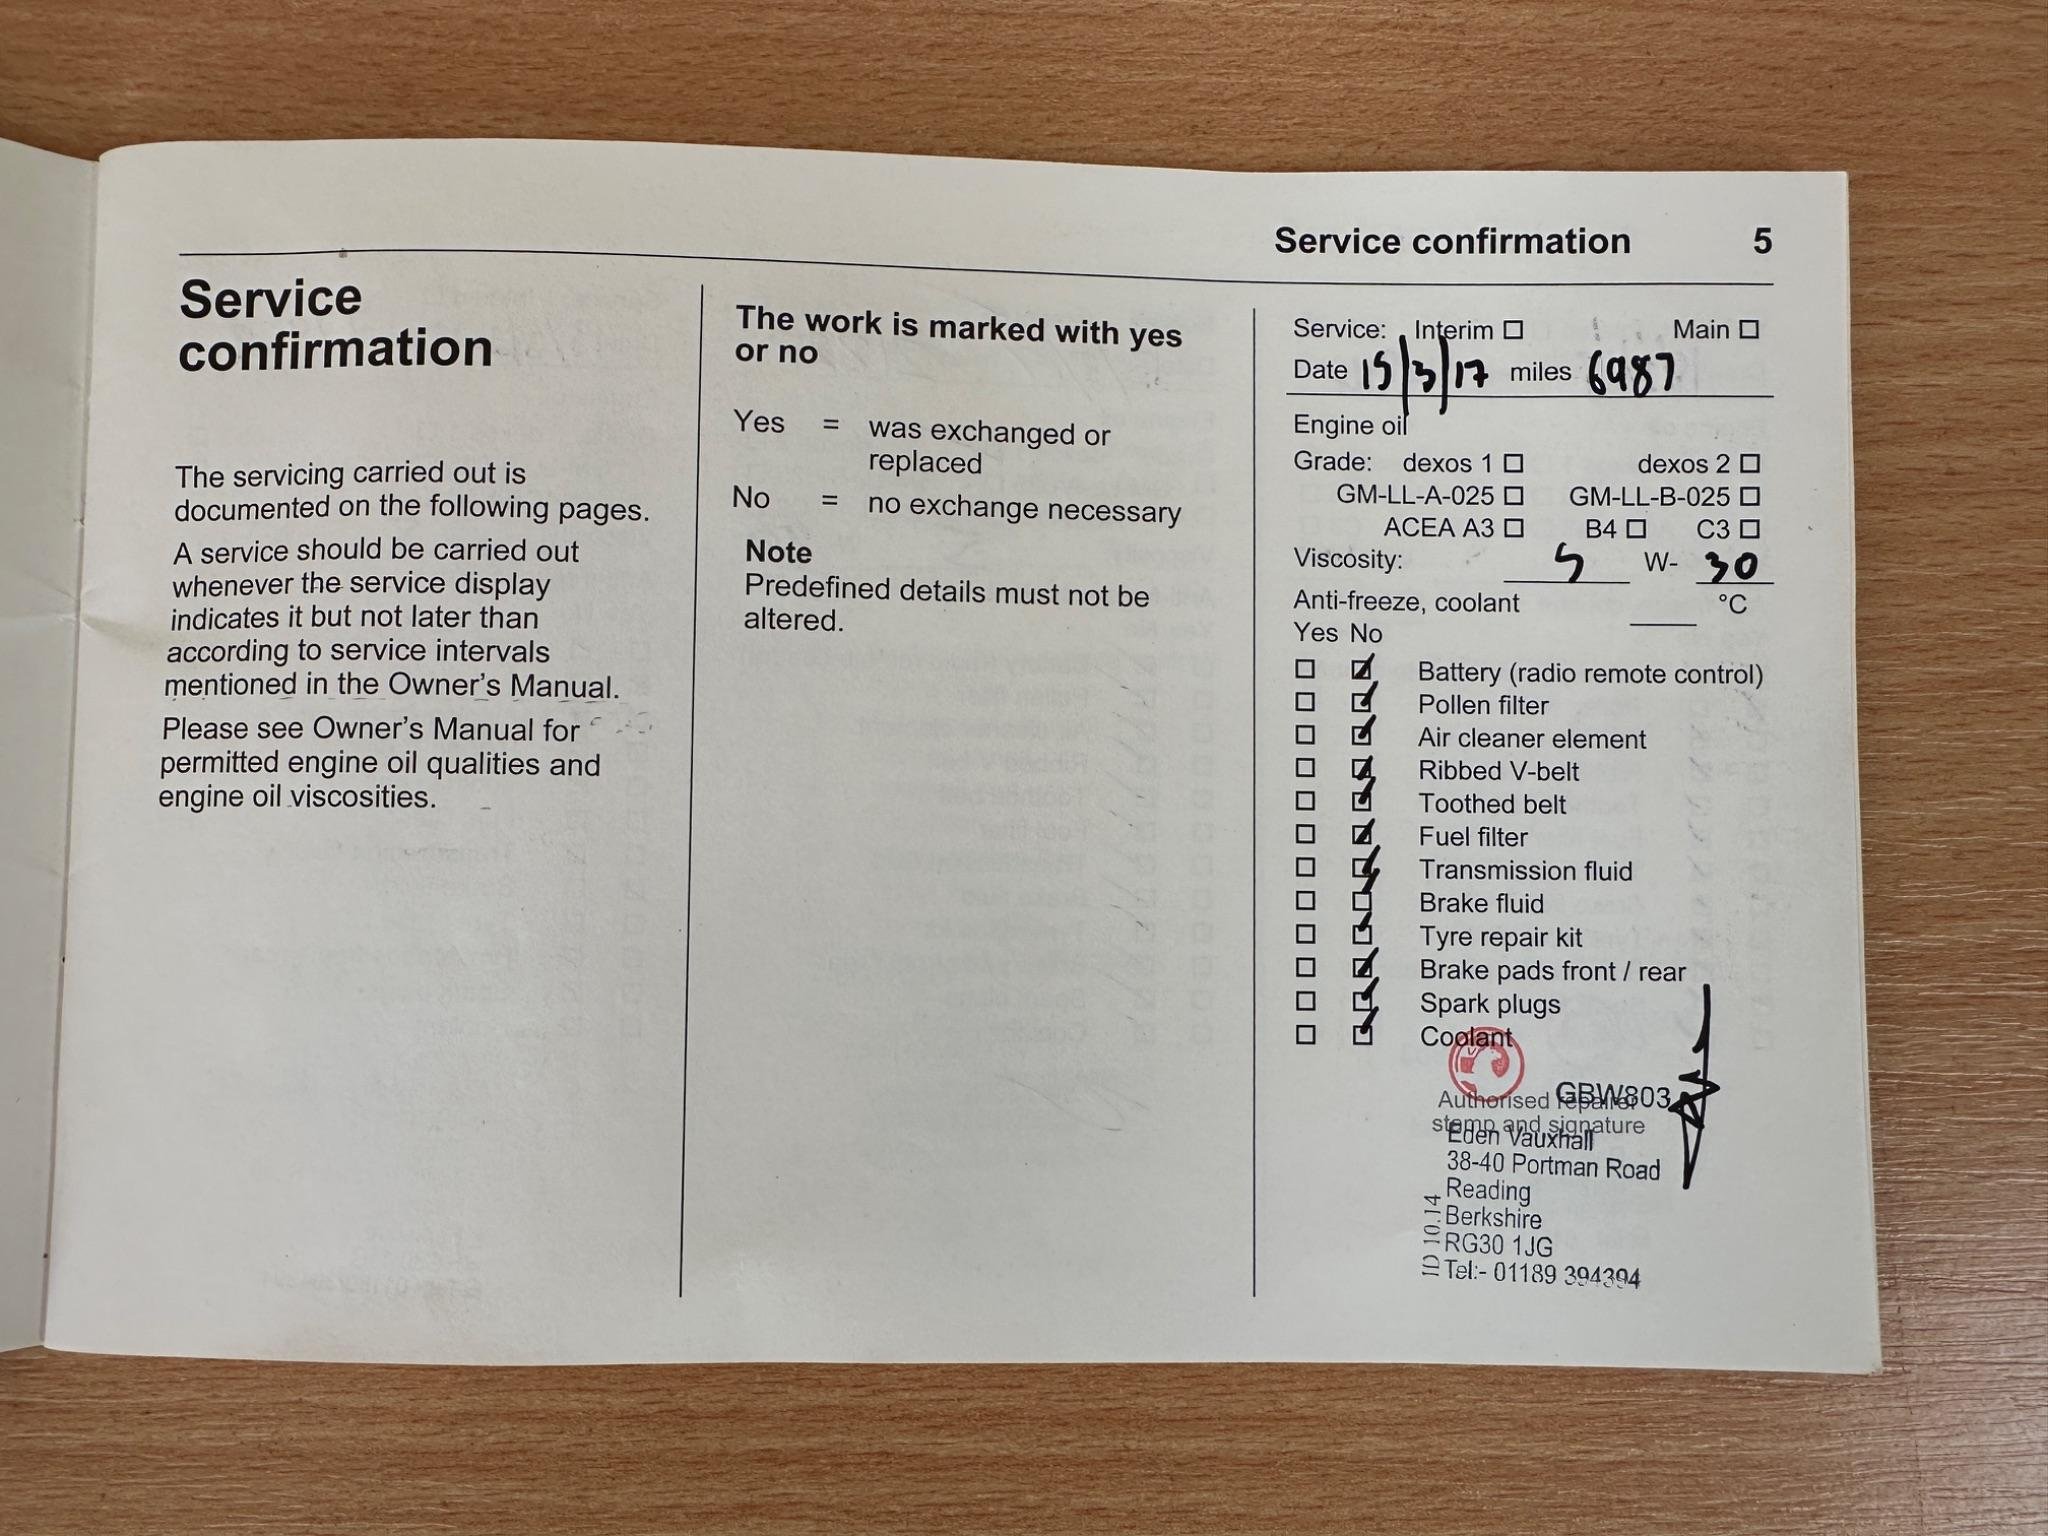 Service confirmation 5
Service
confirmation
The servicing carried out is
documented on the following pages.
A service should be carried out
whenever the service display
indicates it but not later than
according to service intervals
mentioned in the Owner's Manual.
Please see Owner's Manual for
permitted engine oil qualities and
engine oil viscosities.
The work is marked with yes
or no
Yes = was exchanged or
replaced
No = no exchange necessary
Note
Predefined details must not be
altered.
Service: Interim Main
Date 15/3/17 miles 6987
Engine oil
Grade: dexos 1 dexos 2
GM-LL-A-025 GM-LL-B-025
ACEA A3 B4 C3
Viscosity: 5 W- 30
Anti-freeze, coolant °C
Yes No
Battery (radio remote control)
Pollen filter
Air cleaner element
Ribbed V-belt
Toothed belt
Fuel filter
Transmission fluid
Brake fluid
Tyre repair kit
Brake pads front / rear
Spark plugs
Coolant
GBW803
Authorised repairer
stamp and signature
Eden Vauxhall
38-40 Portman Road
Reading
Berkshire
RG30 1JG
Tel:- 01189 394394
ID 10.14